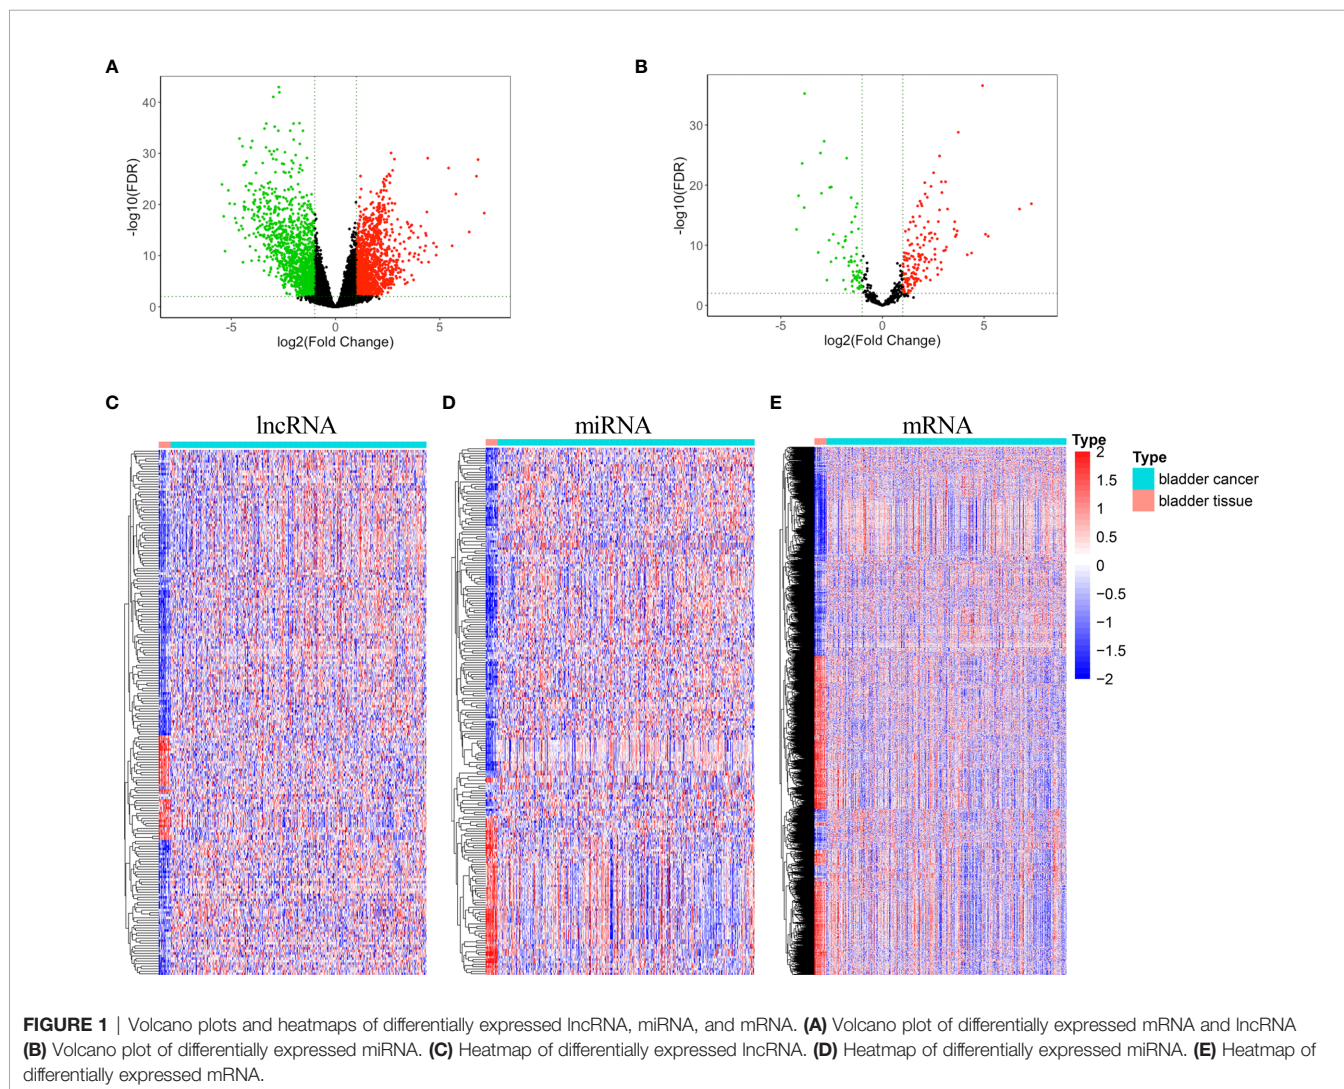 A
B
40
30
20
10
0
-log10(FDR)
-5
0
5
log2(Fold Change)
30
20
10
0
-log10(FDR)
-5
0
5
log2(Fold Change)
C
D
E
lncRNA
miRNA
mRNA
Type
2
1.5
1
0.5
0
−0.5
−1
−1.5
−2
Type
bladder cancer
bladder tissue
FIGURE 1 | Volcano plots and heatmaps of differentially expressed lncRNA, miRNA, and mRNA. (A) Volcano plot of differentially expressed mRNA and lncRNA
(B) Volcano plot of differentially expressed miRNA. (C) Heatmap of differentially expressed lncRNA. (D) Heatmap of differentially expressed miRNA. (E) Heatmap of
differentially expressed mRNA.